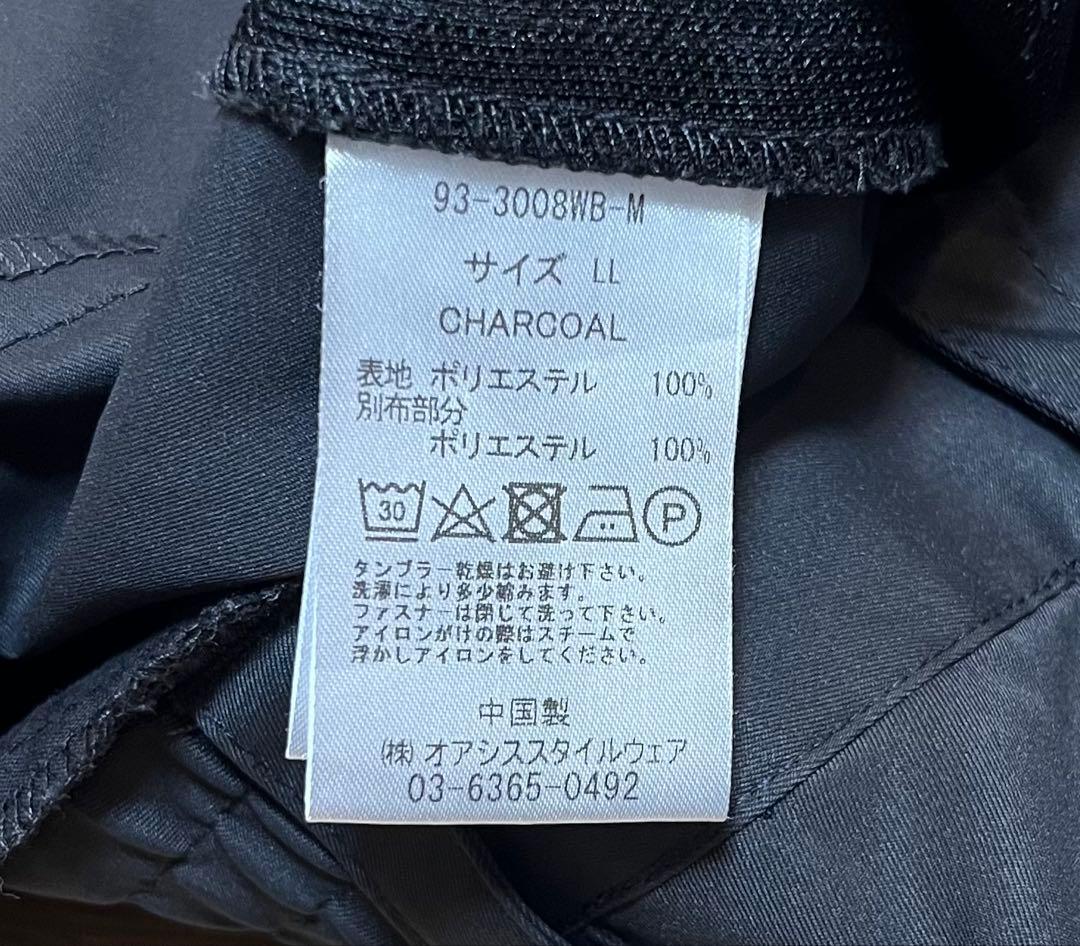 93-3008WB-M
サイズ LL
CHARCOAL
表地 ポリエステル 100%
別布部分
ポリエステル 100%
30 P
タンブラー乾燥はお避け下さい。
洗濯により多少縮みます。
ファスナーは閉じて洗って下さい。
アイロンがけの際はスチームで
浮かしアイロンをしてください。
中国製
(株) オアシススタイルウェア
03-6365-0492